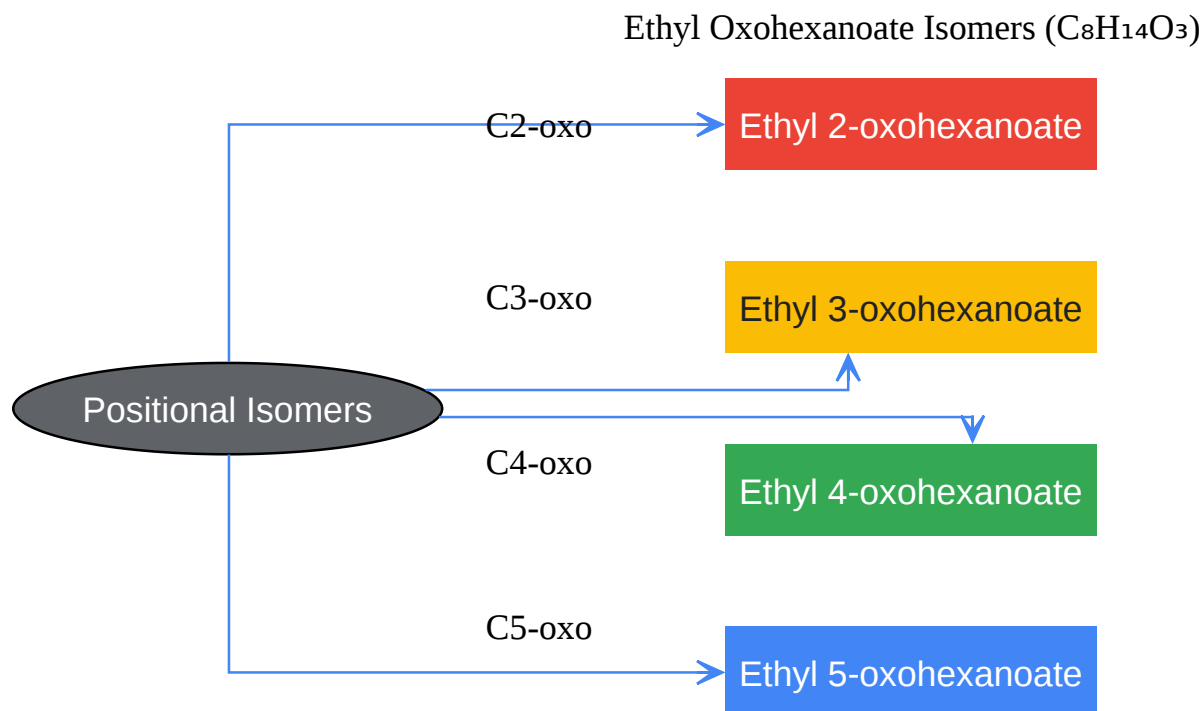 Ethyl Oxohexanoate Isomers (C₈H₁₄O₃)
C2-oxo
Ethyl 2-oxohexanoate
C3-oxo
Ethyl 3-oxohexanoate
Positional Isomers
C4-oxo
Ethyl 4-oxohexanoate
C5-oxo
Ethyl 5-oxohexanoate